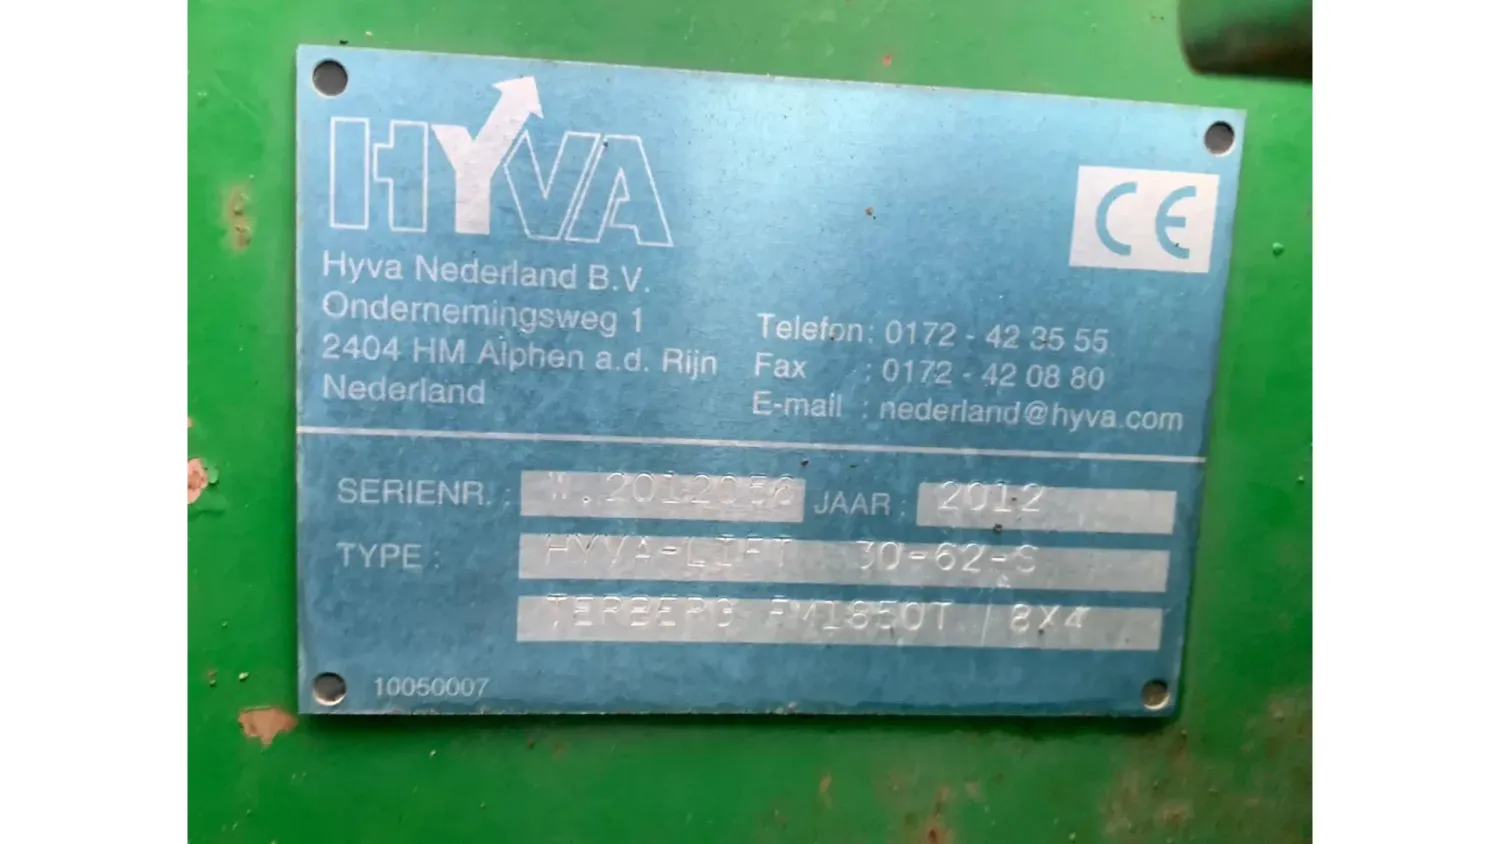 HYVA
CE
Hyva Nederland B.V.
Ondernemingsweg 1
2404 HM Alphen a.d. Rijn
Nederland
Telefon: 0172 - 42 35 55
Fax : 0172 - 42 08 80
E-mail : nederland@hyva.com
SERIENR. : W.2012056 JAAR : 2012
TYPE : HYVA-LIFT 30-62-S
TERBERG FM1850T / 8X4
10050007